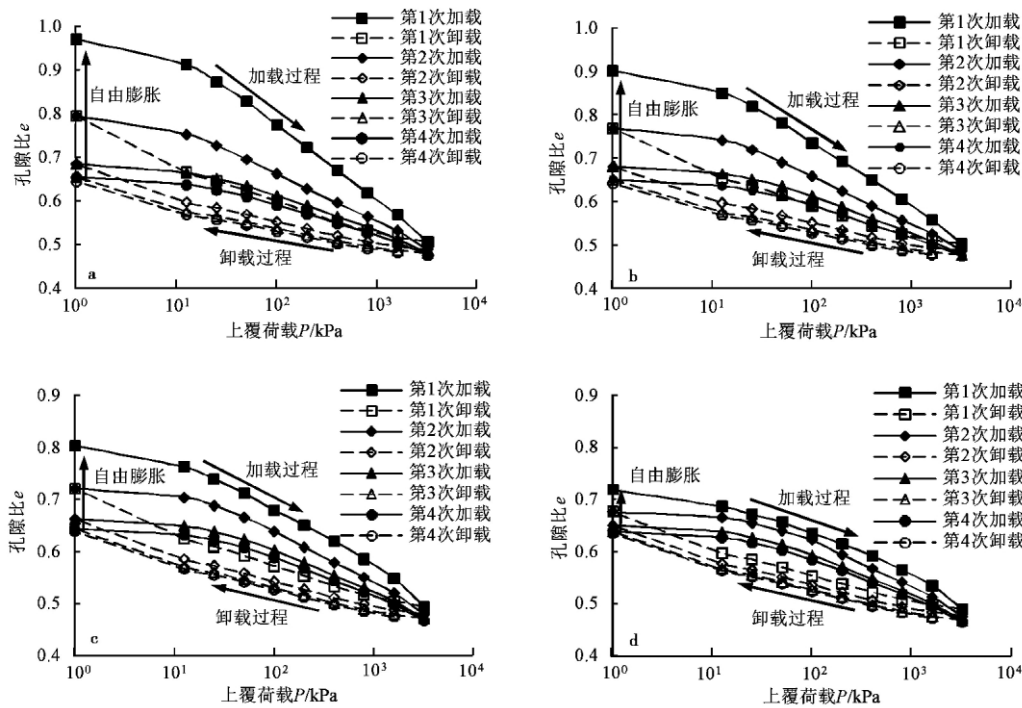 1.0
0.9
0.8
0.7
0.6
0.5
0.4
孔隙比e
自由膨胀
加载过程
卸载过程
a
第1次加载
第1次卸载
第2次加载
第2次卸载
第3次加载
第3次卸载
第4次加载
第4次卸载
10⁰ 10¹ 10² 10³ 10⁴
上覆荷载P/kPa
1.0
0.9
0.8
0.7
0.6
0.5
0.4
孔隙比e
自由膨胀
加载过程
卸载过程
b
第1次加载
第1次卸载
第2次加载
第2次卸载
第3次加载
第3次卸载
第4次加载
第4次卸载
10⁰ 10¹ 10² 10³ 10⁴
上覆荷载P/kPa
0.9
0.8
0.7
0.6
0.5
0.4
孔隙比e
自由膨胀
加载过程
卸载过程
c
第1次加载
第1次卸载
第2次加载
第2次卸载
第3次加载
第3次卸载
第4次加载
第4次卸载
10⁰ 10¹ 10² 10³ 10⁴
上覆荷载P/kPa
0.9
0.8
0.7
0.6
0.5
0.4
孔隙比e
自由膨胀
加载过程
卸载过程
d
第1次加载
第1次卸载
第2次加载
第2次卸载
第3次加载
第3次卸载
第4次加载
第4次卸载
10⁰ 10¹ 10² 10³ 10⁴
上覆荷载P/kPa